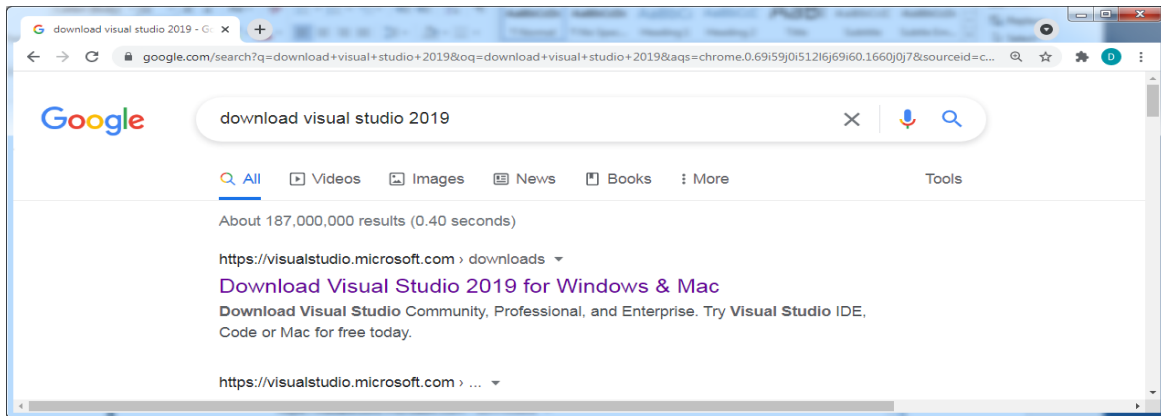 download visual studio 2019 - Go
google.com/search?q=download+visual+studio+2019&oq=download+visual+studio+2019&aqs=chrome.0.69i59j0i512l6j69i60.1660j0j7&sourceid=c...
D
Google
download visual studio 2019
All Videos Images News Books More Tools
About 187,000,000 results (0.40 seconds)
https://visualstudio.microsoft.com › downloads
Download Visual Studio 2019 for Windows & Mac
Download Visual Studio Community, Professional, and Enterprise. Try Visual Studio IDE,
Code or Mac for free today.
https://visualstudio.microsoft.com › ...